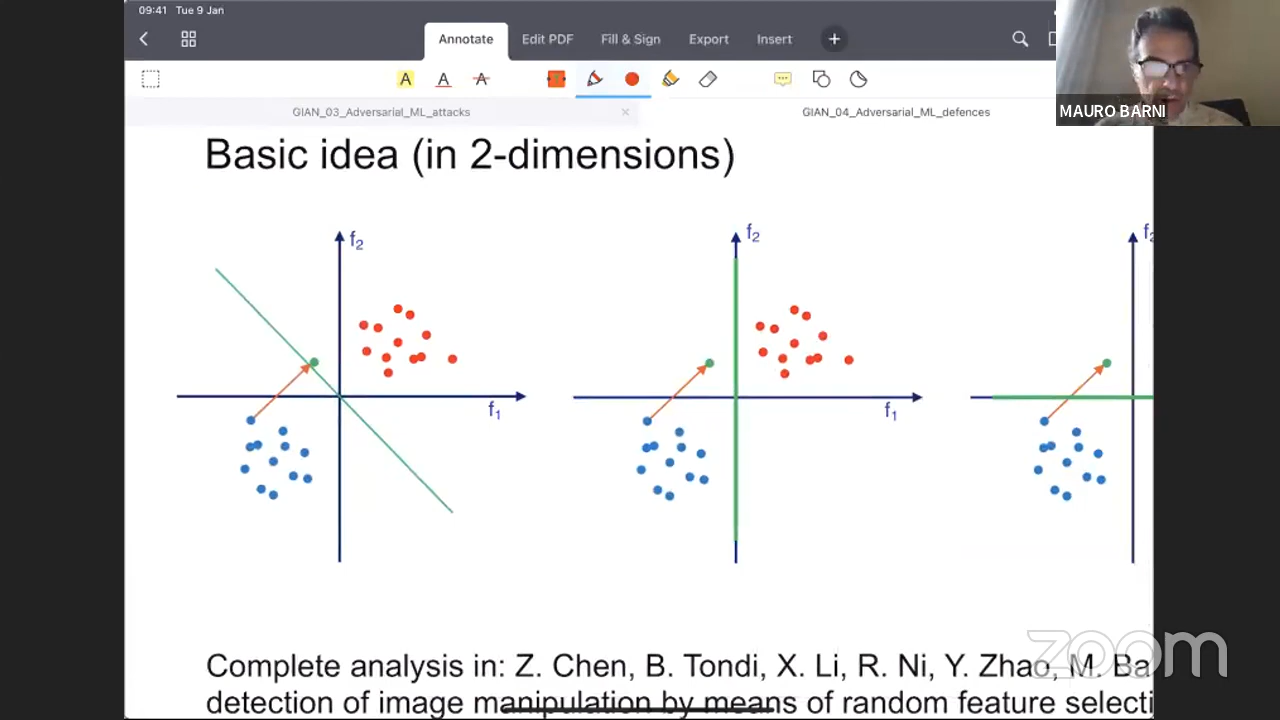 09:41 Tue 9 Jan
Annotate Edit PDF Fill & Sign Export Insert
A A A
MAURO BARNI
GIAN_03_Adversarial_ML_attacks GIAN_04_Adversarial_ML_defences
Basic idea (in 2-dimensions)
f2 f2 f2
f1 f1
Complete analysis in: Z. Chen, B. Tondi, X. Li, R. Ni, Y. Zhao, M. Ba
detection of image manipulation by means of random feature selecti
zoom